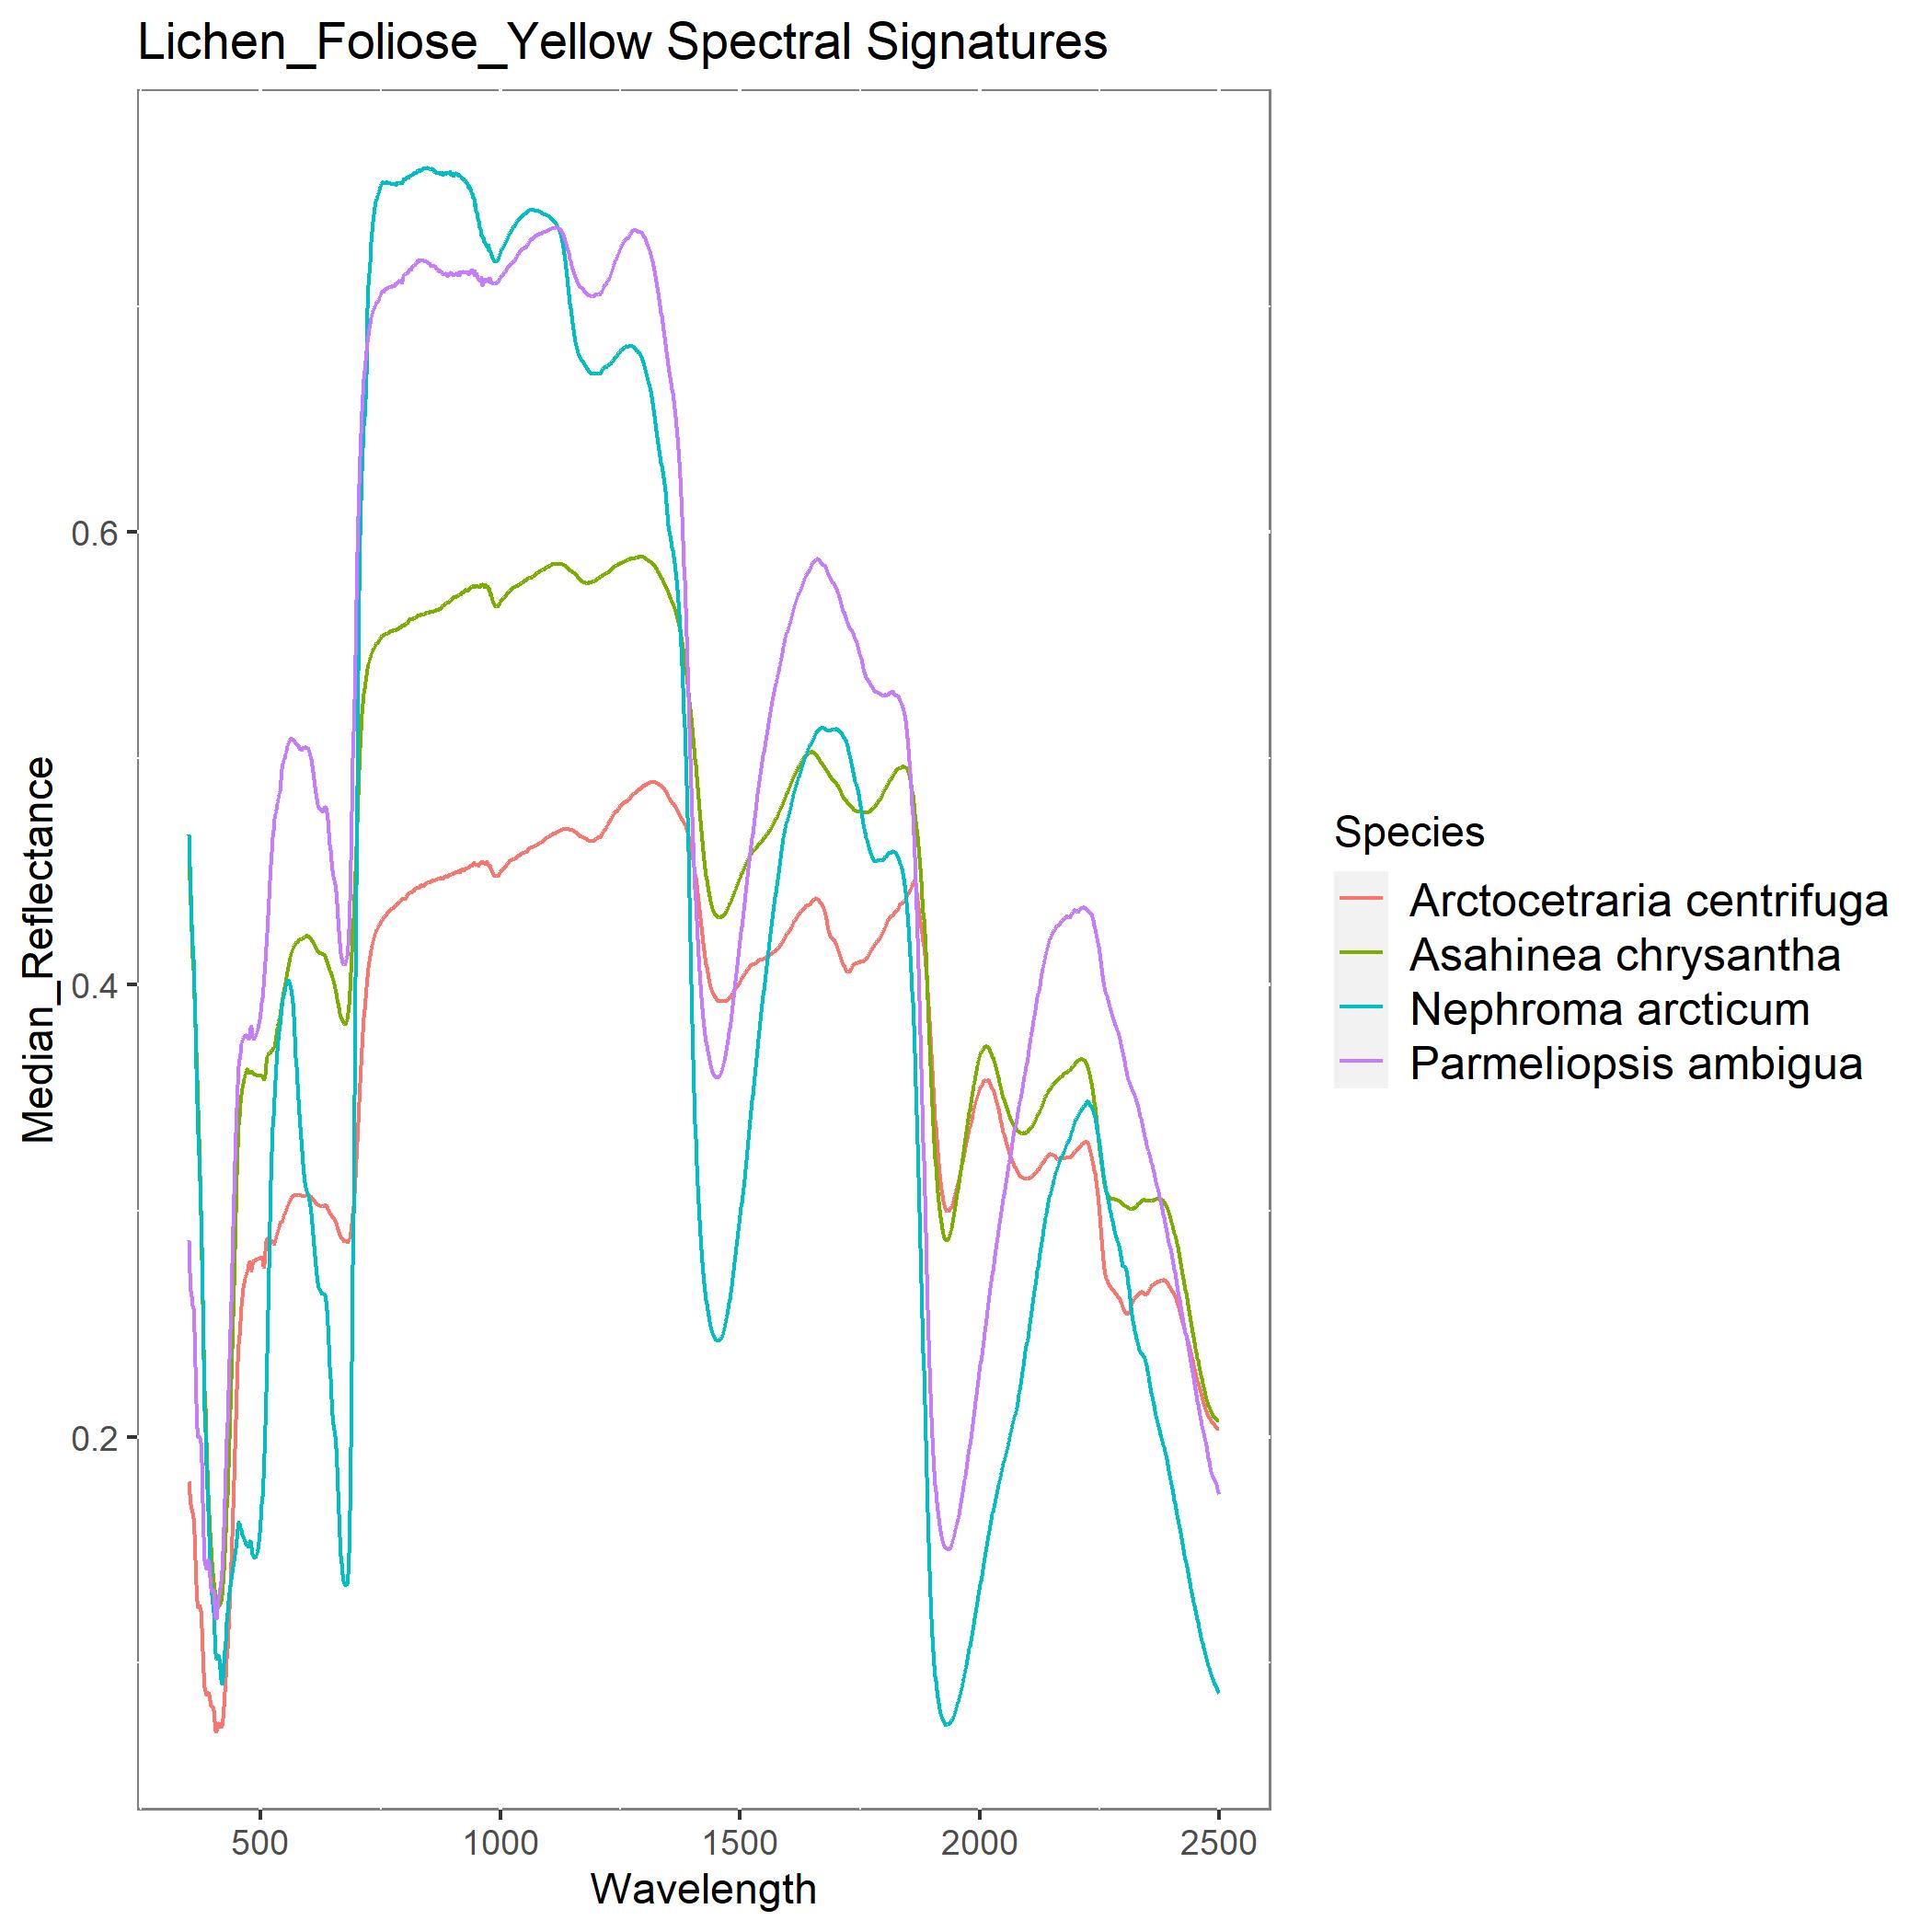 Lichen_Foliose_Yellow Spectral Signatures
Median_Reflectance
0.6
0.4
0.2
500 1000 1500 2000 2500
Wavelength
Species
Arctocetraria centrifuga
Asahinea chrysantha
Nephroma arcticum
Parmeliopsis ambigua